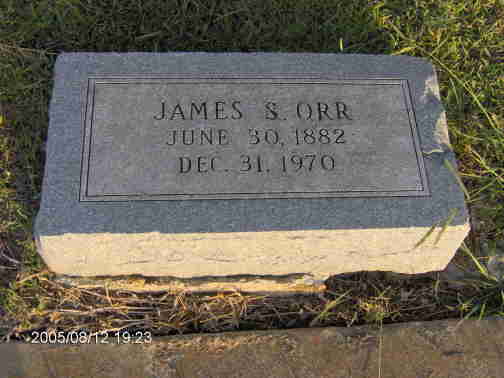 JAMES S. ORR
JUNE 30, 1882
DEC. 31, 1970
2005/08/12 19:23